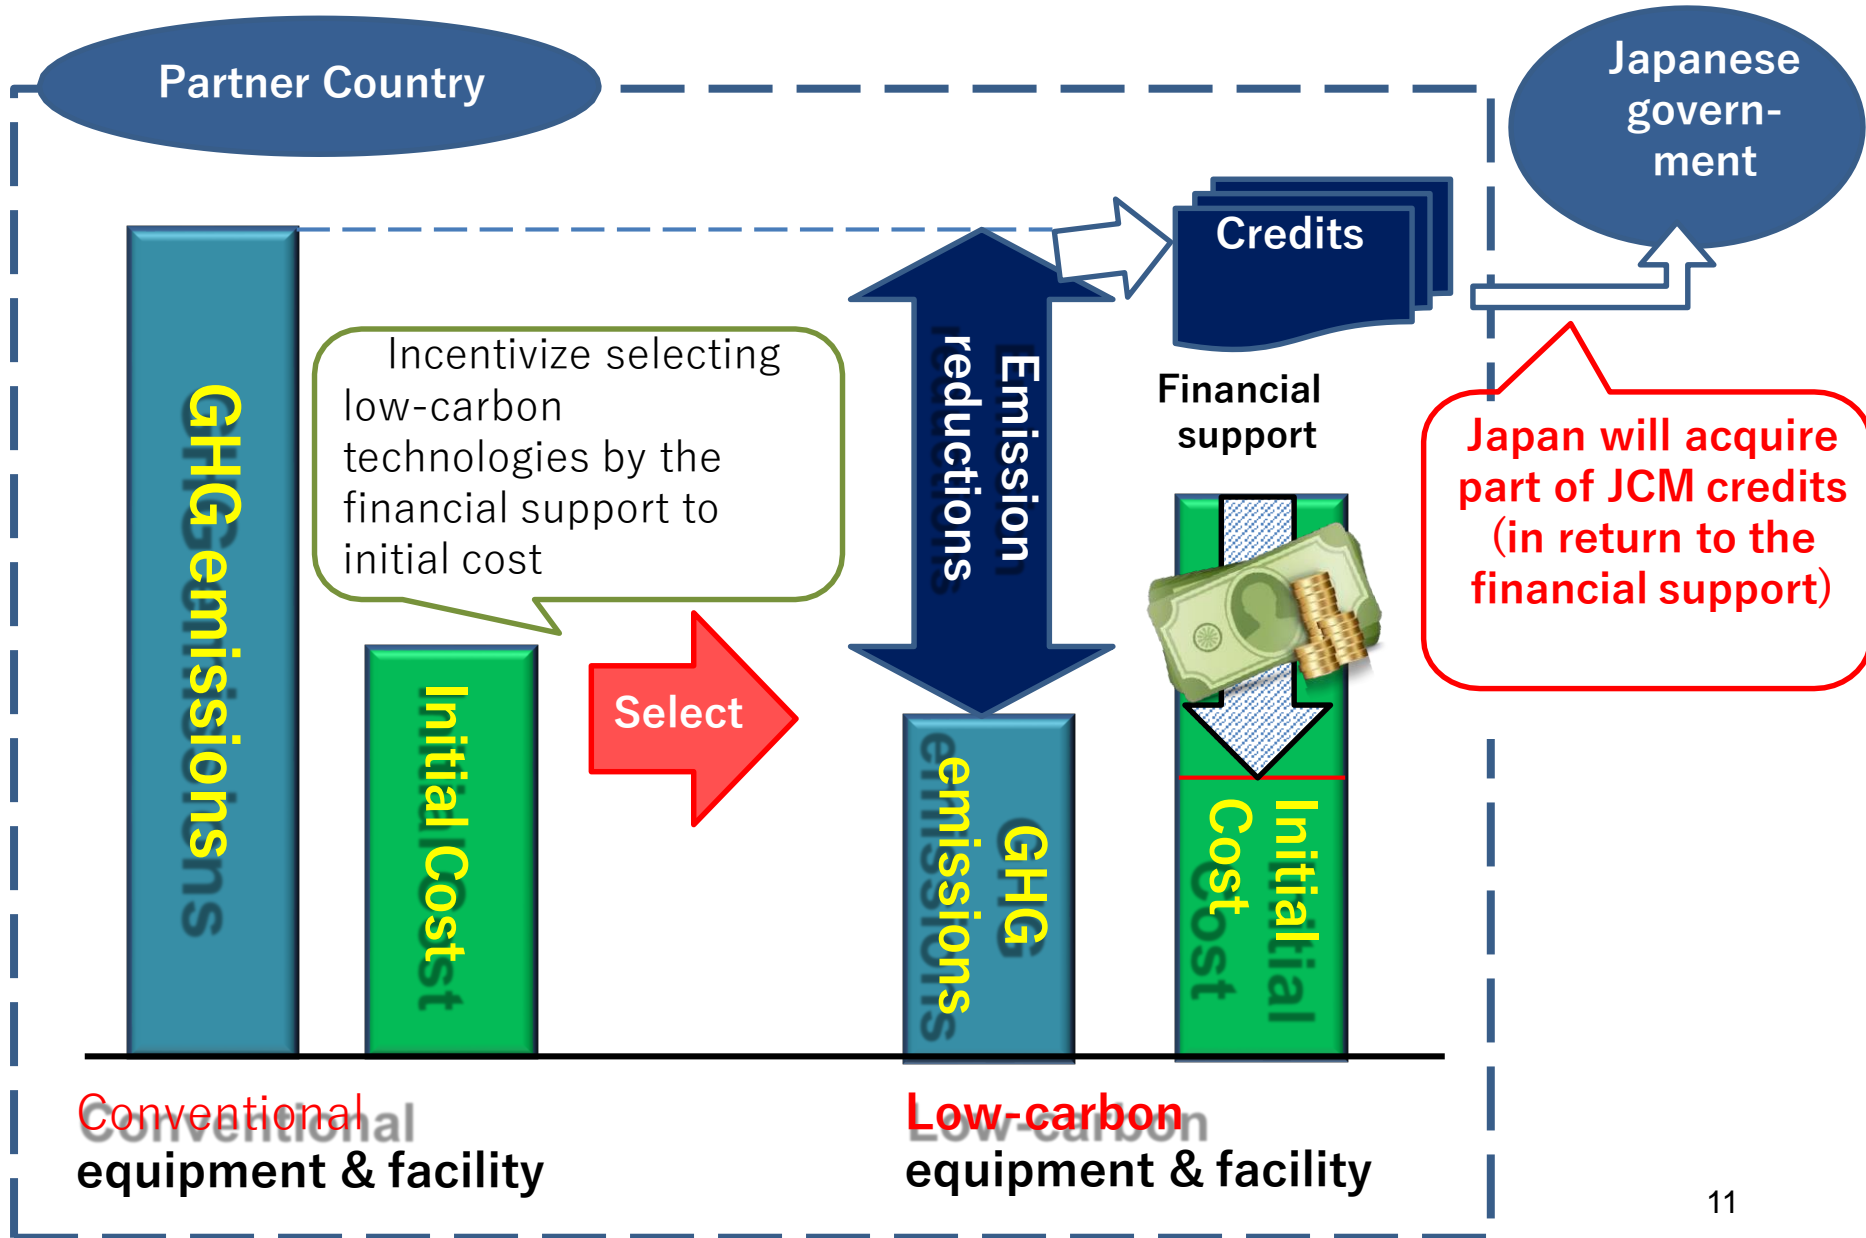 Partner Country
Japanese
govern-
ment
Credits
GHG emissions
Incentivize selecting
low-carbon
technologies by the
financial support to
initial cost
Initial Cost
Select
Emission
reductions
Financial
support
Japan will acquire
part of JCM credits
(in return to the
financial support)
GHG
emissions
Initial
Cost
Conventional
equipment & facility
Low-carbon
equipment & facility
11